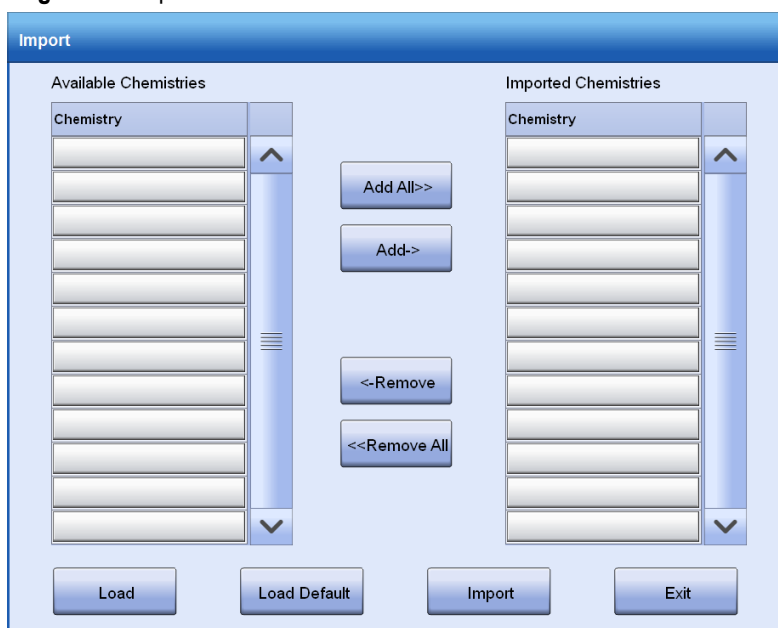 Import
Available Chemistries
Imported Chemistries
Chemistry
Chemistry
Add All>>
Add->
<-Remove
<<Remove All
Load
Load Default
Import
Exit